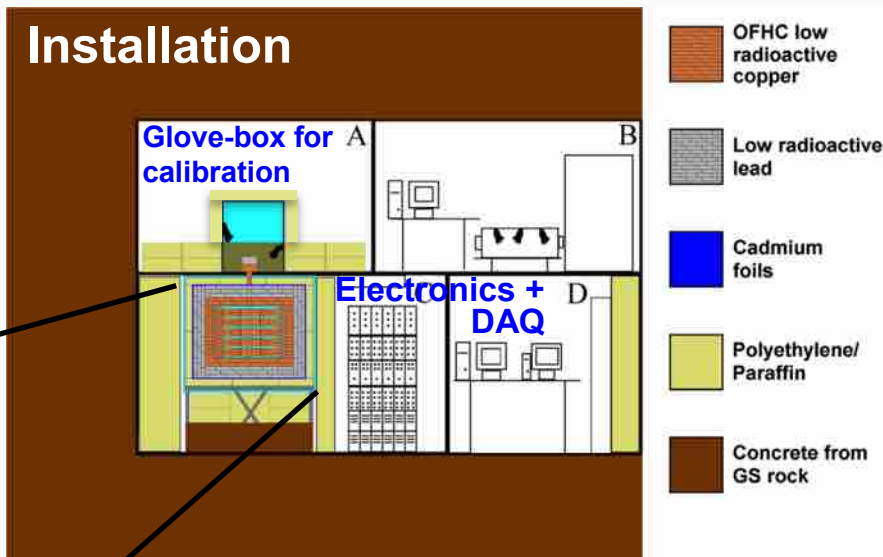 Installation
Glove-box for
calibration
A
B
Electronics +
DAQ
C
D
OFHC low
radioactive
copper
Low radioactive
lead
Cadmium
foils
Polyethylene/
Paraffin
Concrete from
GS rock